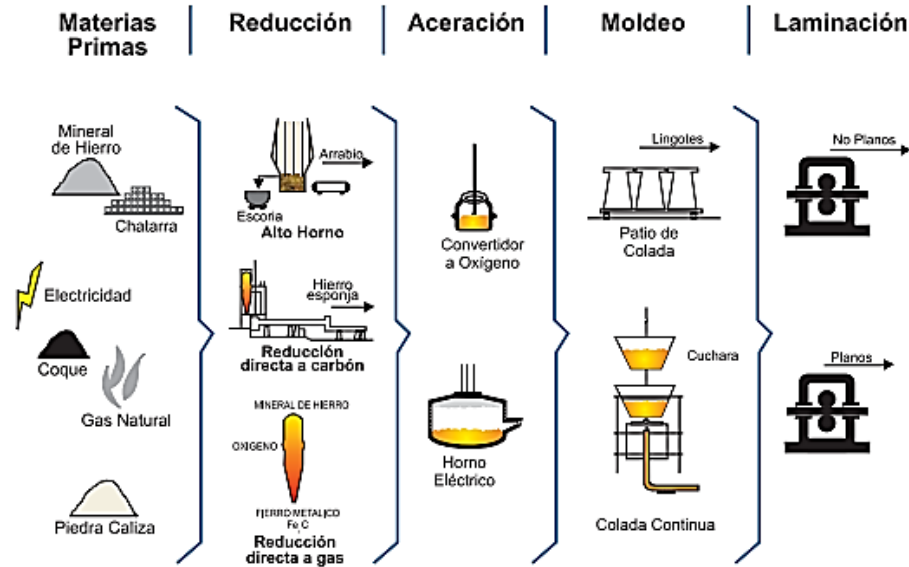 Materias
Primas
Reducción
Aceración
Moldeo
Laminación
Mineral
de Hierro
Chatarra
Electricidad
Coque
Gas Natural
Piedra Caliza
Arrabio
Escoria
Alto Horno
Hierro
esponja
Reducción
directa a carbón
MINERAL DE HIERRO
OXIGENO
FIERRO METALICO
Fe C
Reducción
directa a gas
Convertidor
a Oxígeno
Horno
Eléctrico
Lingoles
Patio de
Colada
Cuchara
Colada Continua
No Planos
Planos